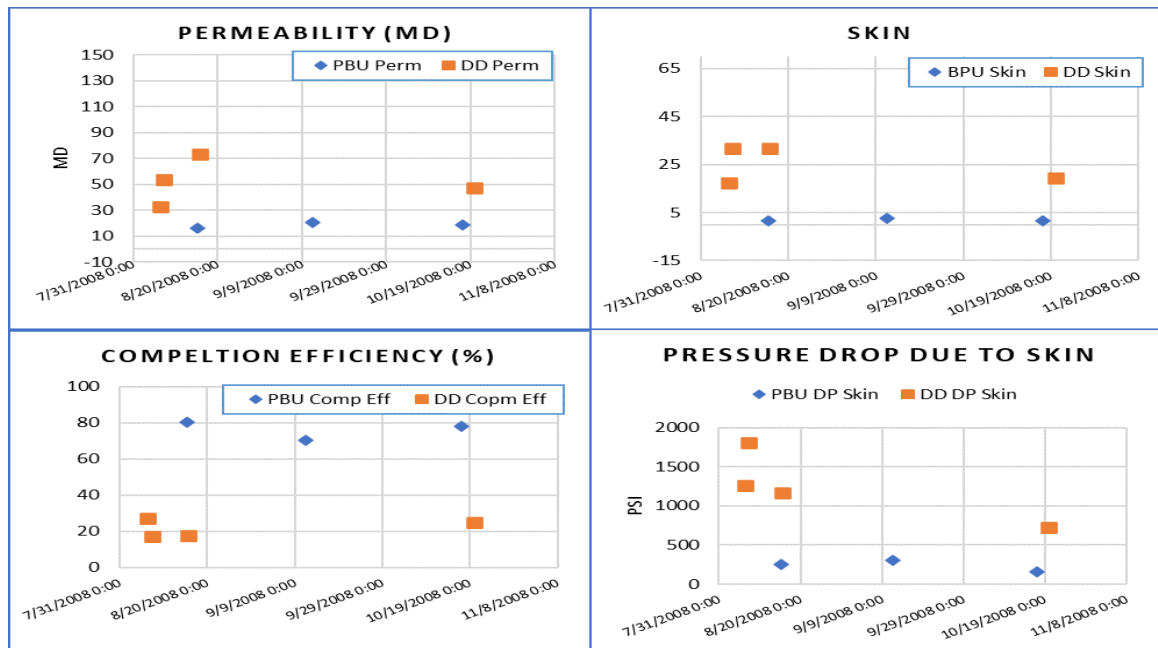 PERMEABILITY (MD)
PBU Perm DD Perm
150
130
110
90
70
50
30
10
-10
MD
7/31/2008 0:00 8/20/2008 0:00 9/9/2008 0:00 9/29/2008 0:00 10/19/2008 0:00 11/8/2008 0:00
SKIN
BPU Skin DD Skin
65
45
25
5
-15
7/31/2008 0:00 8/20/2008 0:00 9/9/2008 0:00 9/29/2008 0:00 10/19/2008 0:00 11/8/2008 0:00
COMPELTION EFFICIENCY (%)
PBU Comp Eff DD Copm Eff
100
80
60
40
20
0
7/31/2008 0:00 8/20/2008 0:00 9/9/2008 0:00 9/29/2008 0:00 10/19/2008 0:00 11/8/2008 0:00
PRESSURE DROP DUE TO SKIN
PBU DP Skin DD DP Skin
2000
1500
1000
500
0
PSI
7/31/2008 0:00 8/20/2008 0:00 9/9/2008 0:00 9/29/2008 0:00 10/19/2008 0:00 11/8/2008 0:00